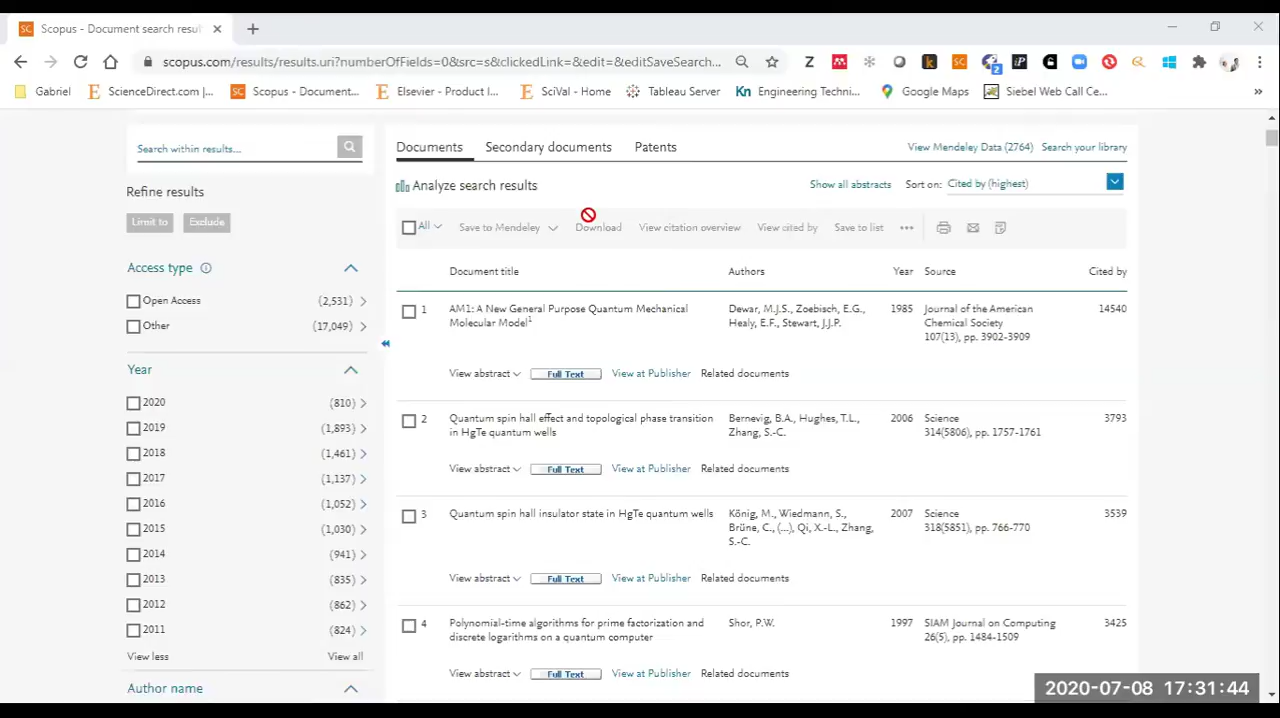 Scopus - Document search resul
scopus.com/results/results.uri?numberOfFields=0&src=s&clickedLink=&edit=&editSaveSearch...
Gabriel
ScienceDirect.com |...
Scopus - Document...
Elsevier - Product I...
SciVal - Home
Tableau Server
Engineering Techni...
Google Maps
Siebel Web Call Ce...
Search within results...
Documents
Secondary documents
Patents
View Mendeley Data (2764)
Search your library
Refine results
Limit to
Exclude
Analyze search results
Show all abstracts
Sort on:
Cited by (highest)
All
Save to Mendeley
Download
View citation overview
View cited by
Save to list
Access type
Open Access (2,531)
Other (17,049)
Year
2020 (810)
2019 (1,893)
2018 (1,461)
2017 (1,137)
2016 (1,052)
2015 (1,030)
2014 (941)
2013 (835)
2012 (862)
2011 (824)
View less
View all
Author name
Document title
Authors
Year
Source
Cited by
1
AM1: A New General Purpose Quantum Mechanical
Molecular Model1
Dewar, M.J.S., Zoebisch, E.G.,
Healy, E.F., Stewart, J.J.P.
1985
Journal of the American
Chemical Society
107(13), pp. 3902-3909
14540
View abstract
Full Text
View at Publisher
Related documents
2
Quantum spin hall effect and topological phase transition
in HgTe quantum wells
Bernevig, B.A., Hughes, T.L.,
Zhang, S.-C.
2006
Science
314(5806), pp. 1757-1761
3793
View abstract
Full Text
View at Publisher
Related documents
3
Quantum spin hall insulator state in HgTe quantum wells
König, M., Wiedmann, S.,
Brüne, C., (...), Qi, X.-L., Zhang,
S.-C.
2007
Science
318(5851), pp. 766-770
3539
View abstract
Full Text
View at Publisher
Related documents
4
Polynomial-time algorithms for prime factorization and
discrete logarithms on a quantum computer
Shor, P.W.
1997
SIAM Journal on Computing
26(5), pp. 1484-1509
3425
View abstract
Full Text
View at Publisher
Related documents
2020-07-08 17:31:44